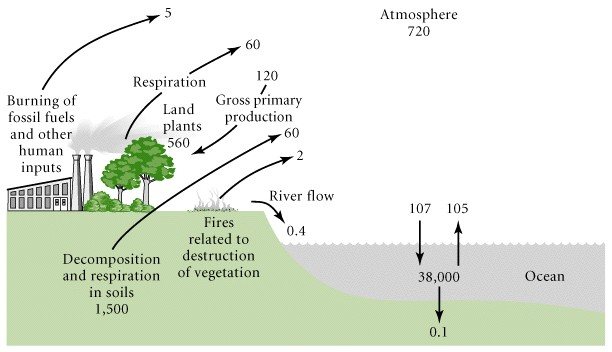 5
Atmosphere
720
60
Respiration
120
Burning of
fossil fuels
and other
human
inputs
Land
plants
560
Gross primary
production
60
2
River flow
0.4
Fires
related to
destruction
of vegetation
Decomposition
and respiration
in soils
1,500
107
105
38,000
Ocean
0.1